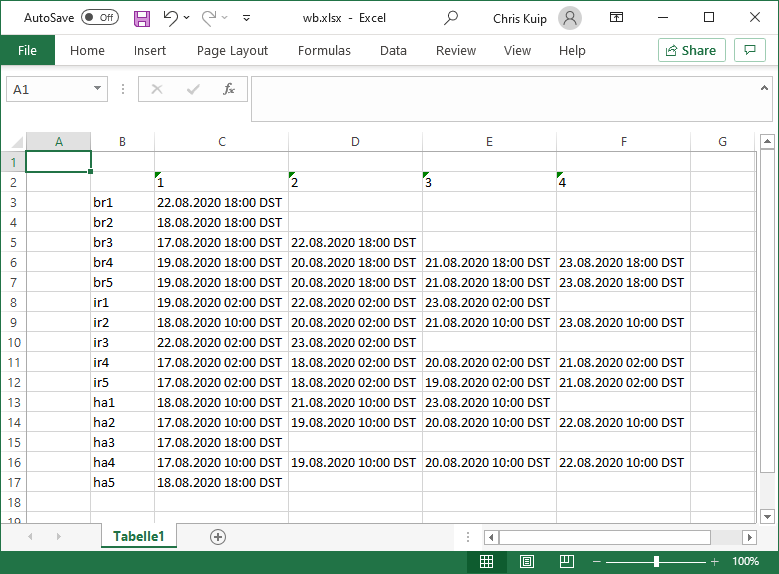 AutoSave Off wb.xlsx - Excel Chris Kuip
File Home Insert Page Layout Formulas Data Review View Help Share
A1 fx
A B C D E F G
1
2 1 2 3 4
3 br1 22.08.2020 18:00 DST
4 br2 18.08.2020 18:00 DST
5 br3 17.08.2020 18:00 DST 22.08.2020 18:00 DST
6 br4 19.08.2020 18:00 DST 20.08.2020 18:00 DST 21.08.2020 18:00 DST 23.08.2020 18:00 DST
7 br5 19.08.2020 18:00 DST 20.08.2020 18:00 DST 21.08.2020 18:00 DST 23.08.2020 18:00 DST
8 ir1 19.08.2020 02:00 DST 22.08.2020 02:00 DST 23.08.2020 02:00 DST
9 ir2 18.08.2020 10:00 DST 20.08.2020 02:00 DST 21.08.2020 10:00 DST 23.08.2020 10:00 DST
10 ir3 22.08.2020 02:00 DST 23.08.2020 02:00 DST
11 ir4 17.08.2020 02:00 DST 18.08.2020 02:00 DST 20.08.2020 02:00 DST 21.08.2020 02:00 DST
12 ir5 17.08.2020 02:00 DST 18.08.2020 02:00 DST 19.08.2020 02:00 DST 21.08.2020 02:00 DST
13 ha1 18.08.2020 10:00 DST 21.08.2020 10:00 DST 23.08.2020 10:00 DST
14 ha2 17.08.2020 10:00 DST 19.08.2020 10:00 DST 20.08.2020 10:00 DST 22.08.2020 10:00 DST
15 ha3 17.08.2020 18:00 DST
16 ha4 17.08.2020 10:00 DST 19.08.2020 10:00 DST 20.08.2020 10:00 DST 22.08.2020 10:00 DST
17 ha5 18.08.2020 18:00 DST
18
19
Tabelle1
100%